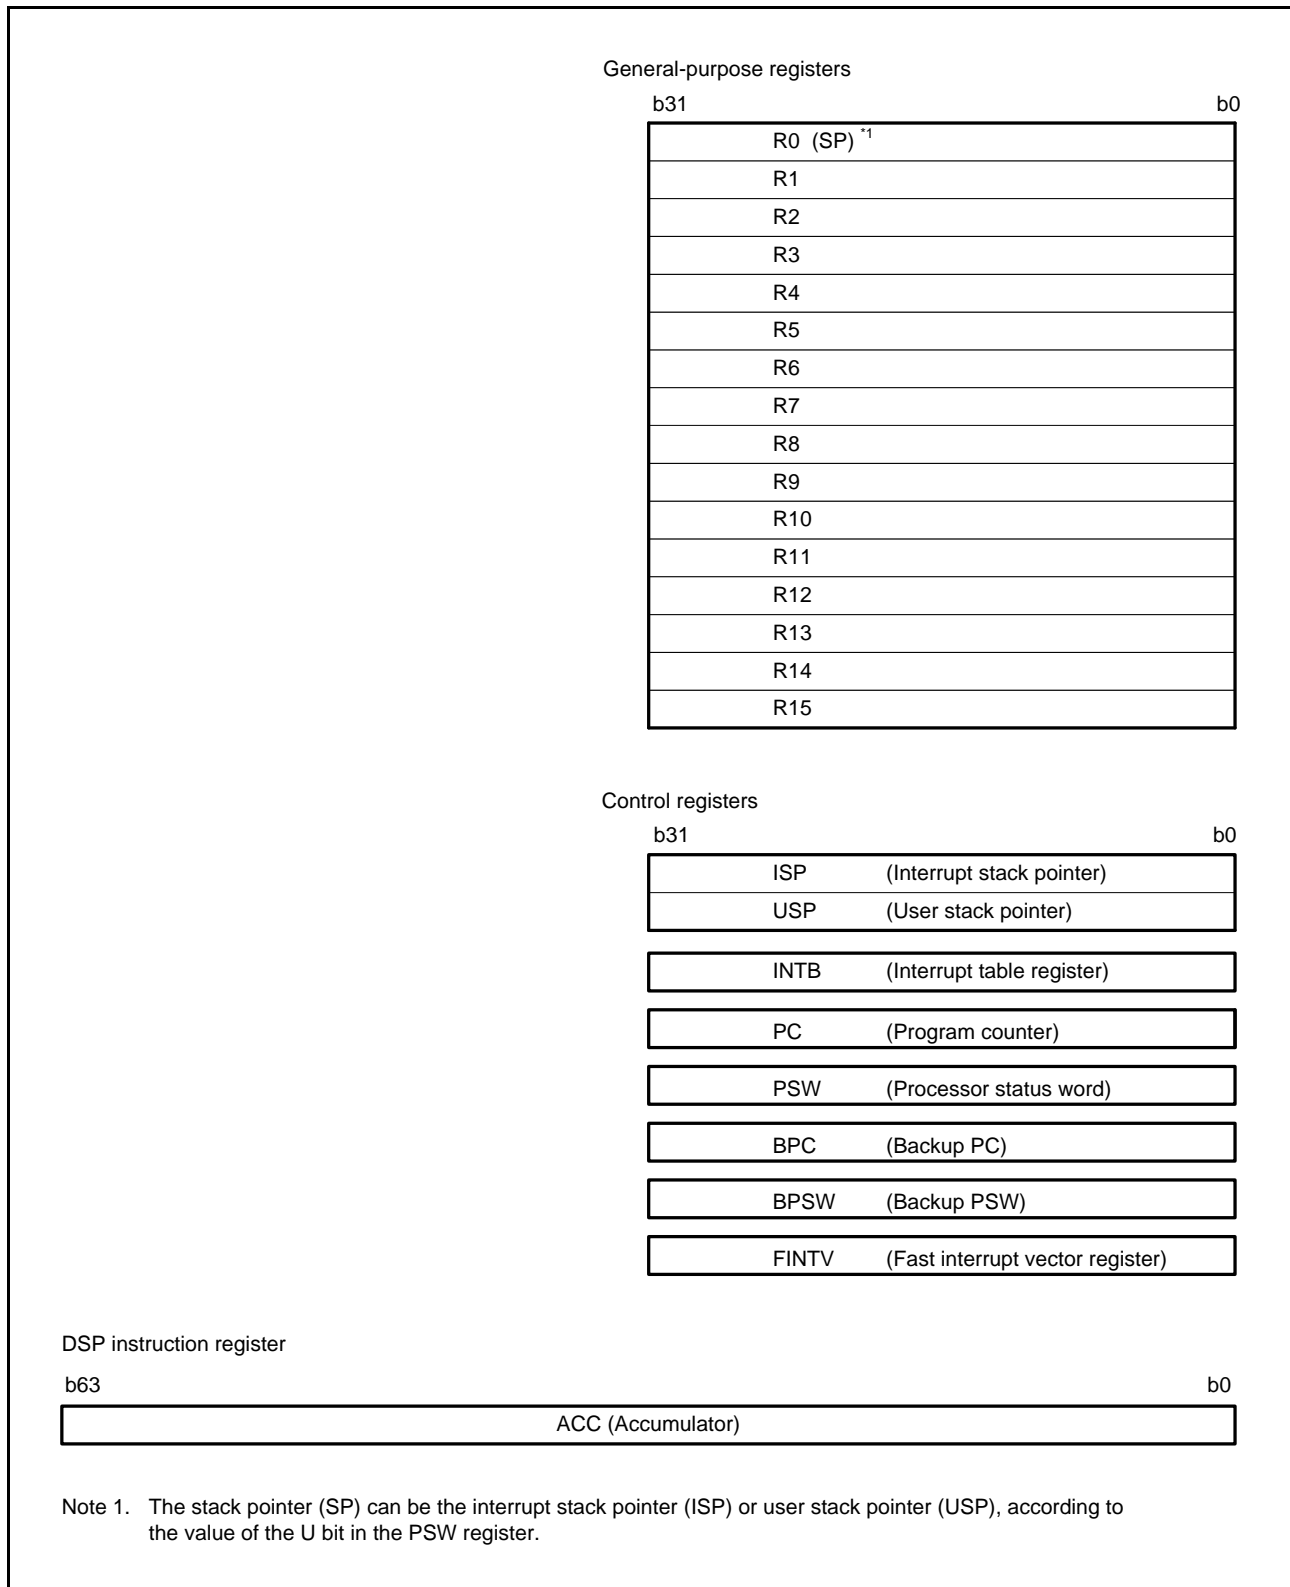 General-purpose registers
b31 b0
R0 (SP) *1
R1
R2
R3
R4
R5
R6
R7
R8
R9
R10
R11
R12
R13
R14
R15
Control registers
b31 b0
ISP (Interrupt stack pointer)
USP (User stack pointer)
INTB (Interrupt table register)
PC (Program counter)
PSW (Processor status word)
BPC (Backup PC)
BPSW (Backup PSW)
FINTV (Fast interrupt vector register)
DSP instruction register
b63 b0
ACC (Accumulator)
Note 1. The stack pointer (SP) can be the interrupt stack pointer (ISP) or user stack pointer (USP), according to
the value of the U bit in the PSW register.